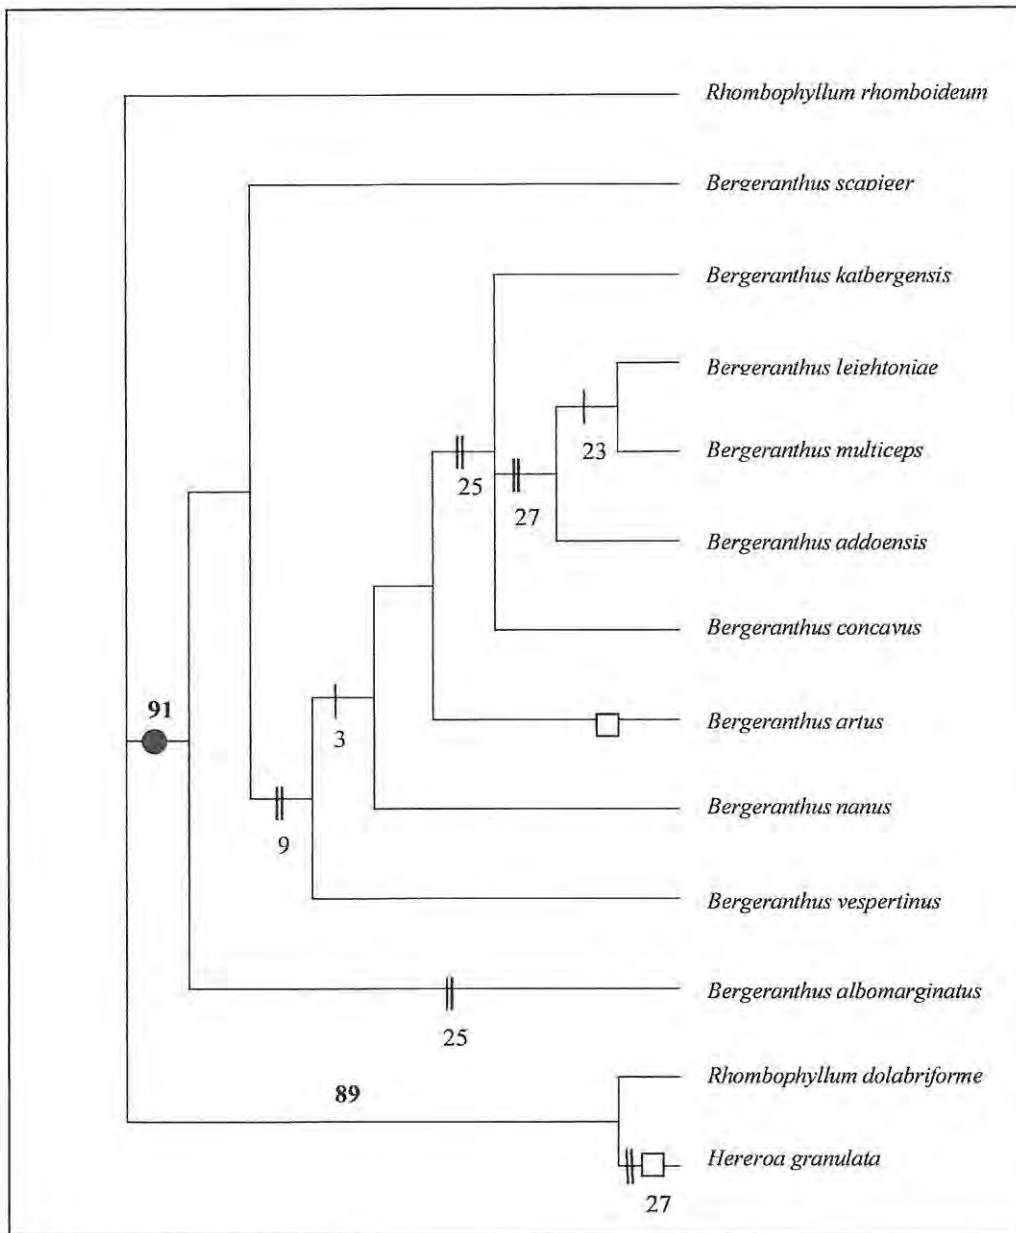 Rhombophyllum rhomboideum
Bergeranthus scapiger
Bergeranthus katbergensis
Bergeranthus leightoniae
23
Bergeranthus multiceps
25
27
Bergeranthus addoensis
Bergeranthus concavus
91
Bergeranthus artus
3
Bergeranthus nanus
9
Bergeranthus vespertinus
Bergeranthus albomarginatus
25
Rhombophyllum dolabriforme
89
Hereroa granulata
27